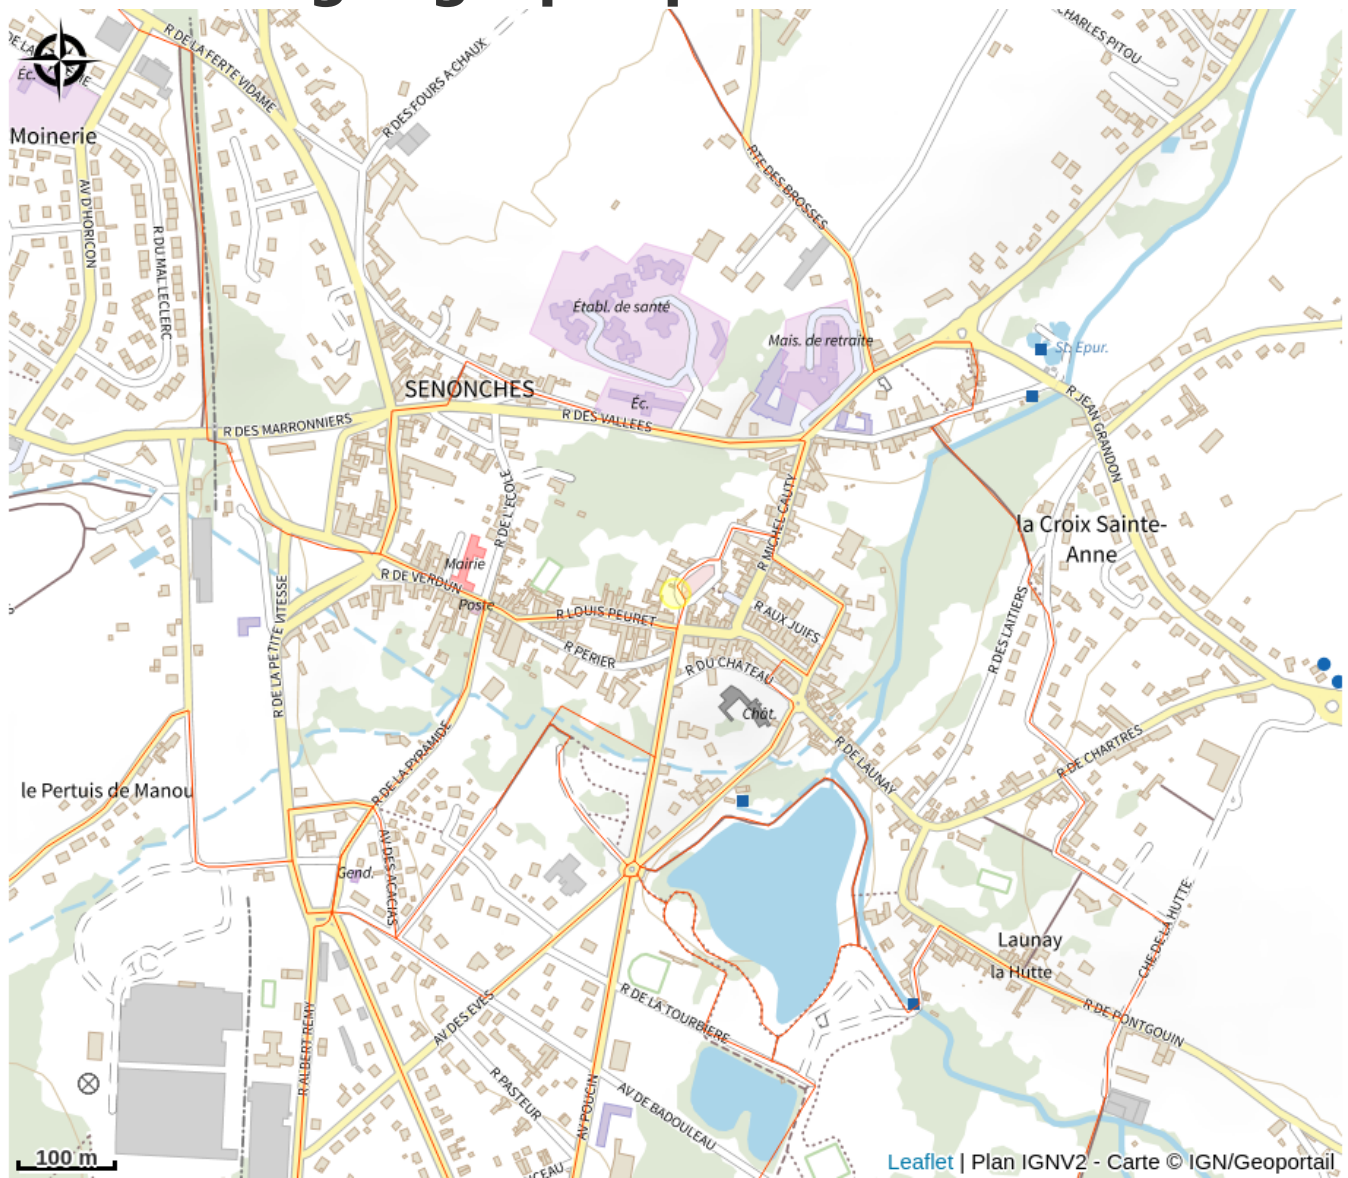 R DE LA FERTE VIDAME
R DES FOURS A CHAUX
CHARLES PITOU
Éc.
Moinerie
AV D'HORICON
R DU MAL LECLERC
RTE DES BROSSES
Établ. de santé
Mais. de retraite
St. Epur.
SENONCHES
Éc.
R DES MARRONNIERS
R DES VALLEES
R JEAN GRANDON
R DE L'ECOLE
R MICHEL CAUTY
la Croix Sainte-
Anne
Mairie
R DE VERDUN
Poste
R LOUIS PEURET
R AUX JUIFS
R DE LA PETITE VITESSE
R PERIER
R DU CHATEAU
R DES LAITIERS
Chât.
R DE LAUNAY
R DE CHARTRES
le Pertuis de Manou
R DE LA PYRAMIDE
AV DES ACACIAS
Gend.
CHE DE LA HUTTE
Launay
la Hutte
R DE PONTGOUIN
R DE LA TOURBIERE
AV DES EVES
R ALBERT REMY
R PASTEUR
AV POUCIN
AV DE BADOULEAU
100 m
Leaflet | Plan IGNV2 - Carte © IGN/Geoportail